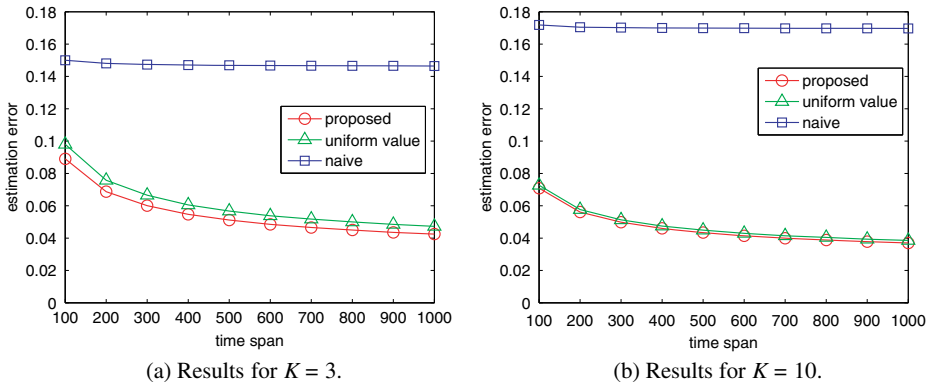 0.18
0.16
0.14
0.12
0.1
0.08
0.06
0.04
0.02
0
estimation error
proposed
uniform value
naive
100 200 300 400 500 600 700 800 900 1000
time span
(a) Results for K = 3.
0.18
0.16
0.14
0.12
0.1
0.08
0.06
0.04
0.02
0
estimation error
proposed
uniform value
naive
100 200 300 400 500 600 700 800 900 1000
time span
(b) Results for K = 10.